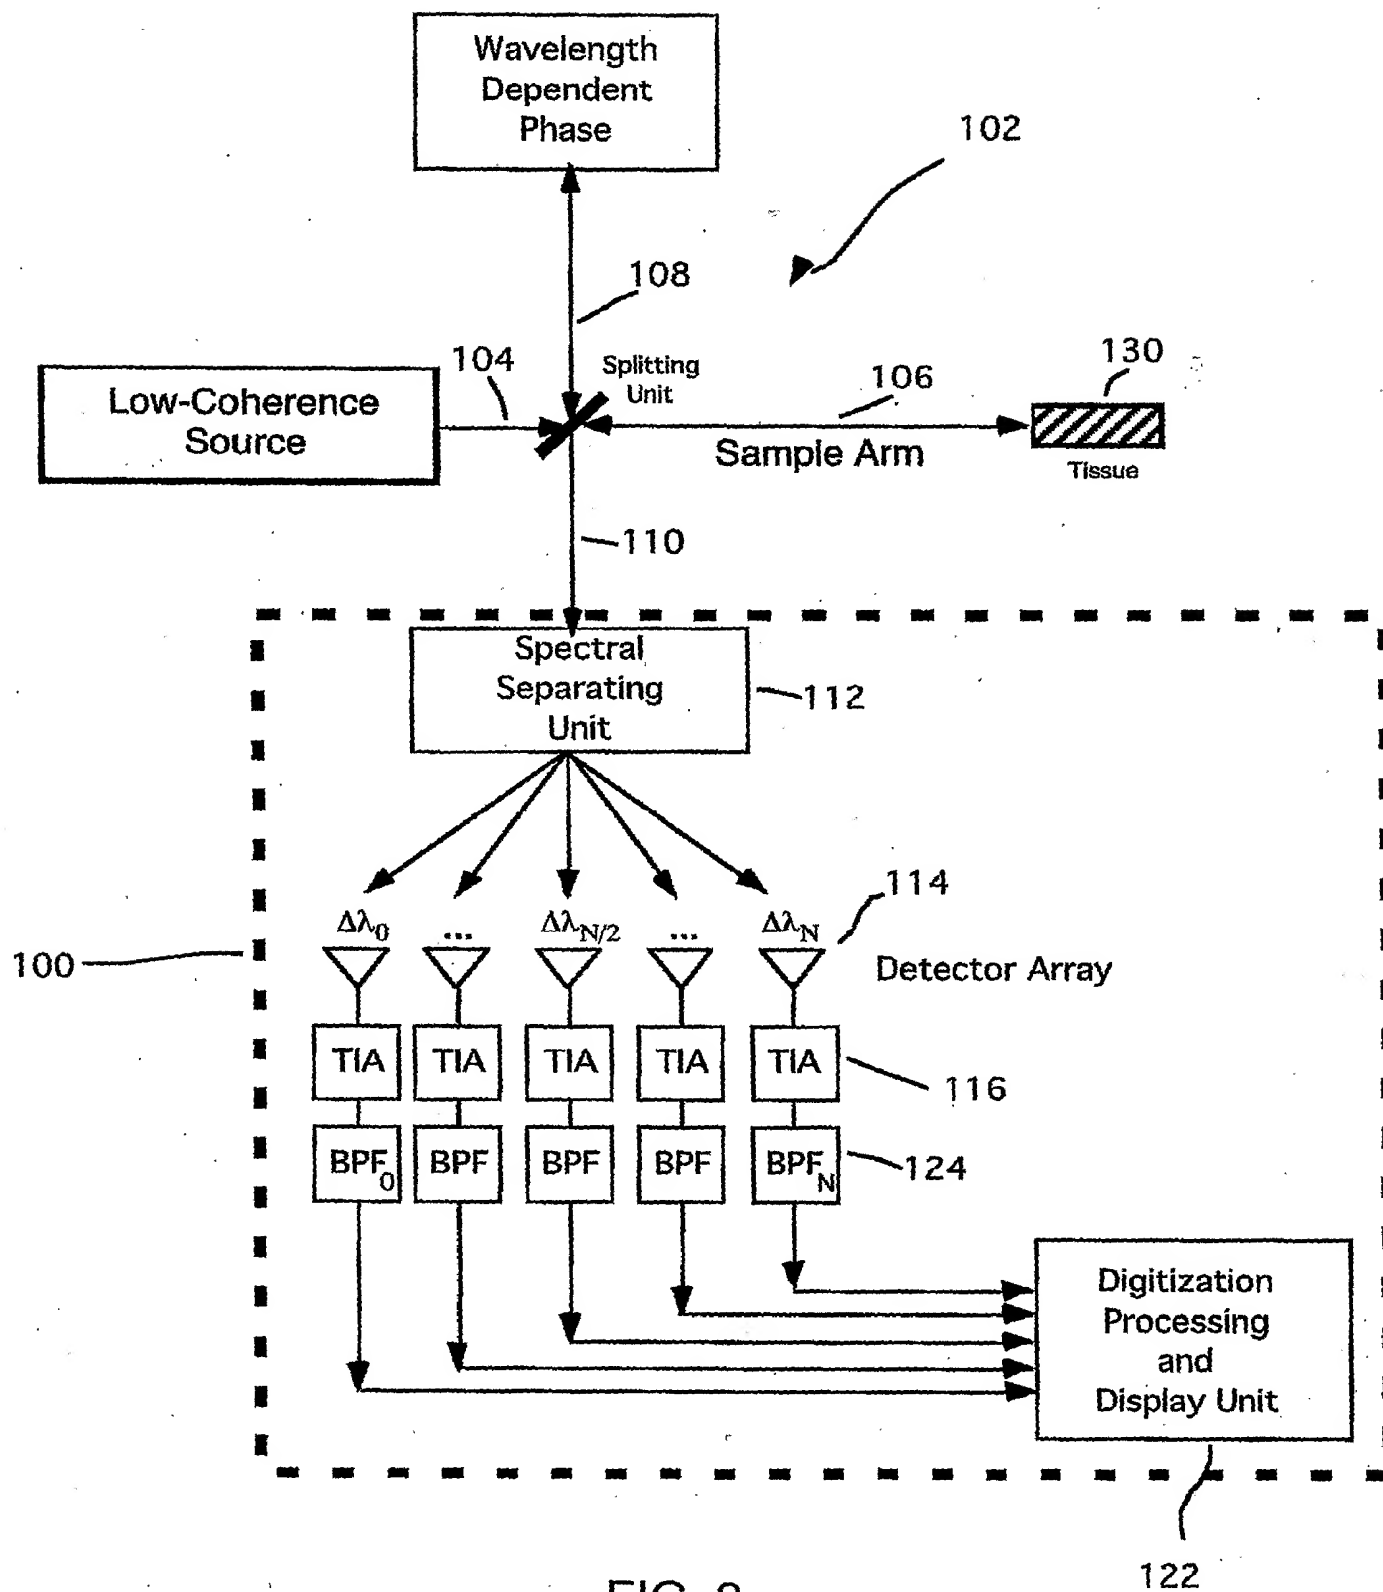 Wavelength
Dependent
Phase
102
108
104
Splitting
Unit
106
130
Low-Coherence
Source
Sample Arm
Tissue
110
Spectral
Separating
Unit
112
114
Δλ0 ... ΔλN/2 ... ΔλN
100
Detector Array
TIA TIA TIA TIA TIA
116
BPF0 BPF BPF BPF BPFN
124
Digitization
Processing
and
Display Unit
122